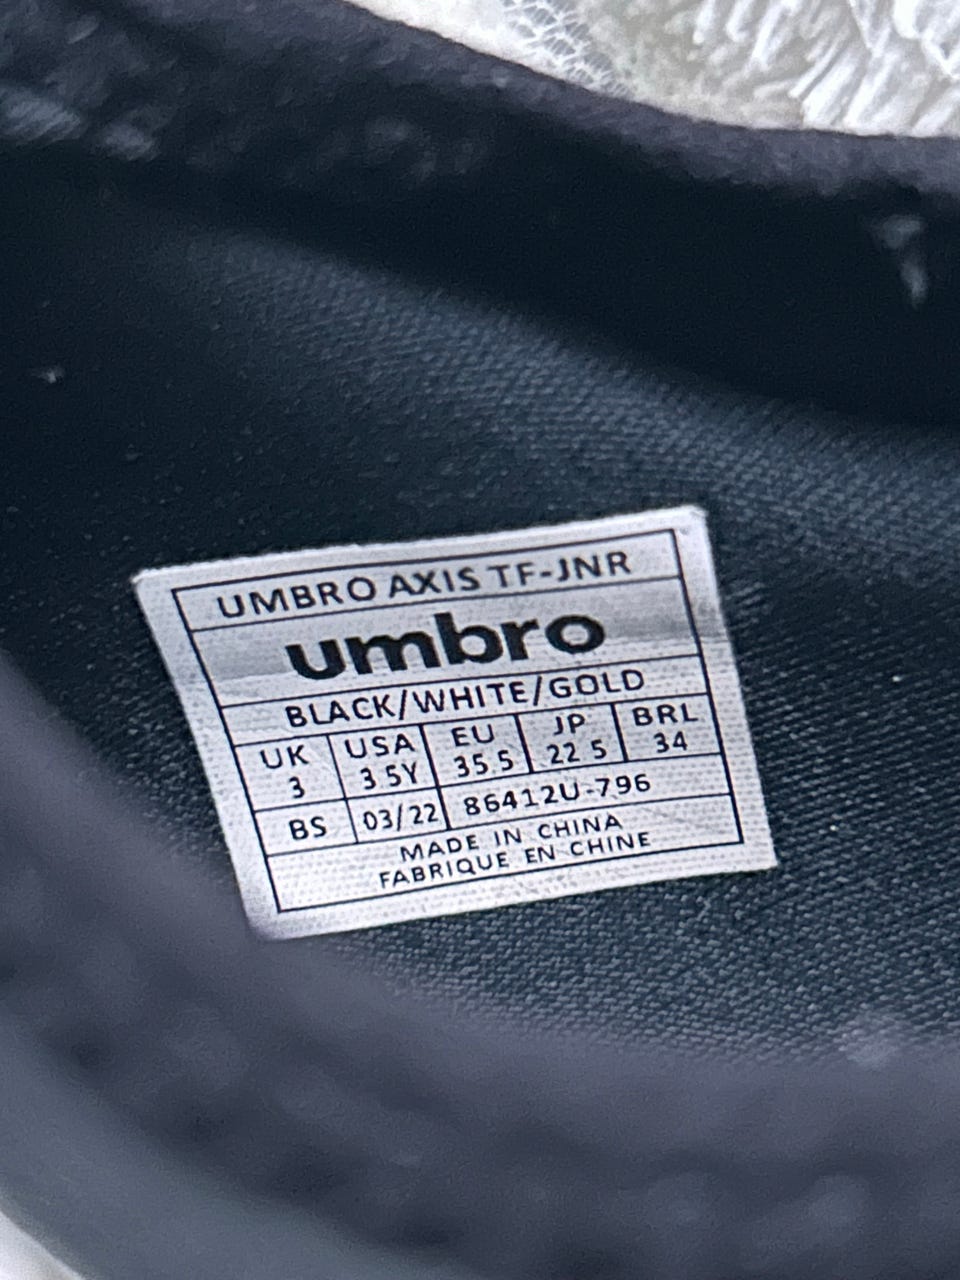 UMBRO AXIS TF-JNR
umbro
BLACK/WHITE/GOLD
UK USA EU JP BRL
3 3.5Y 35.5 22.5 34
BS 03/22 86412U-796
MADE IN CHINA
FABRIQUE EN CHINE